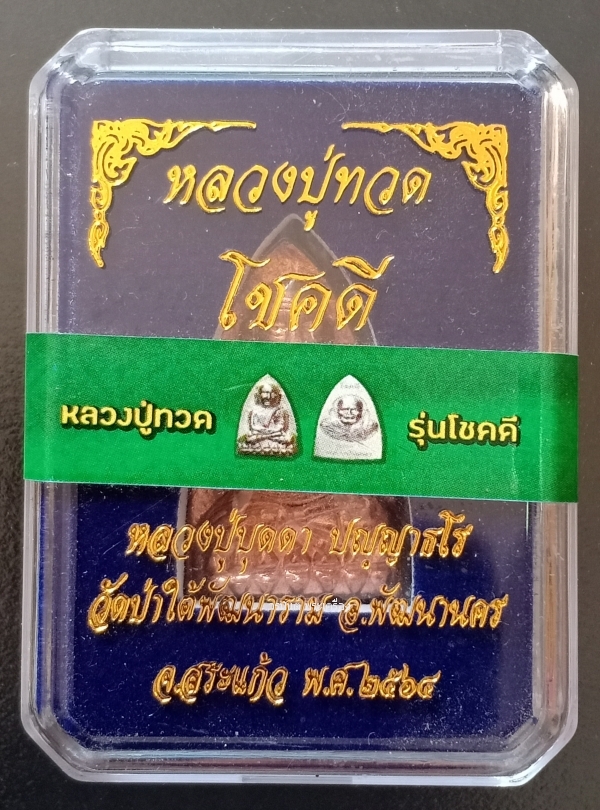 หลวงปู่ทวด
โชคดี
หลวงปู่ทวด
รุ่นโชคดี
หลวงปู่บุดดา ปญฺญาธโร
วัดป่าใต้พัฒนาราม อ.พัฒนานคร
จ.สระแก้ว พ.ศ.๒๕๖๔